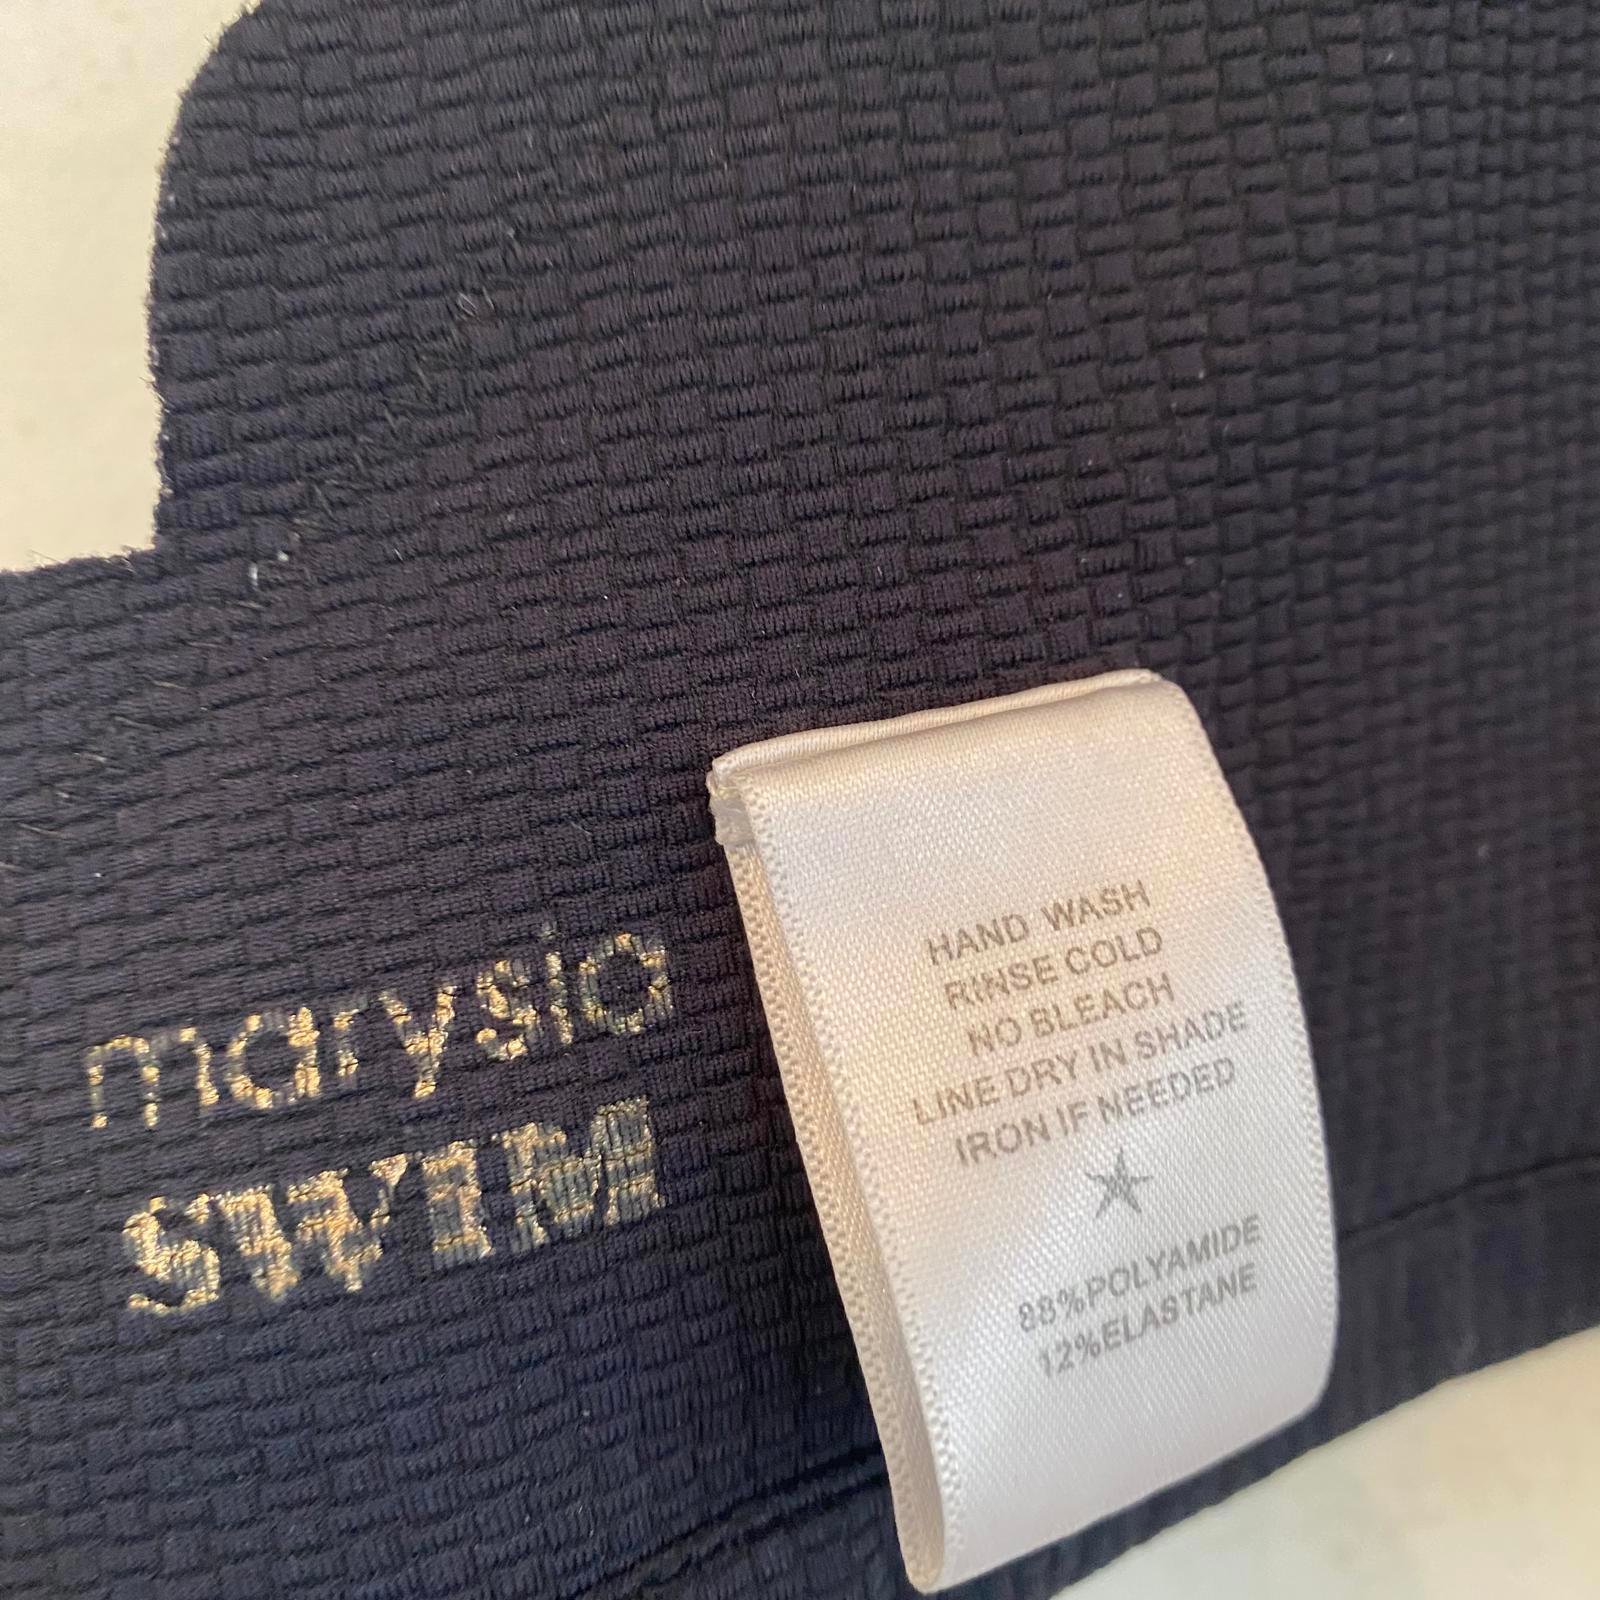 marysia
SWIM
HAND WASH
RINSE COLD
NO BLEACH
LINE DRY IN SHADE
IRON IF NEEDED
88%POLYAMIDE
12%ELASTANE